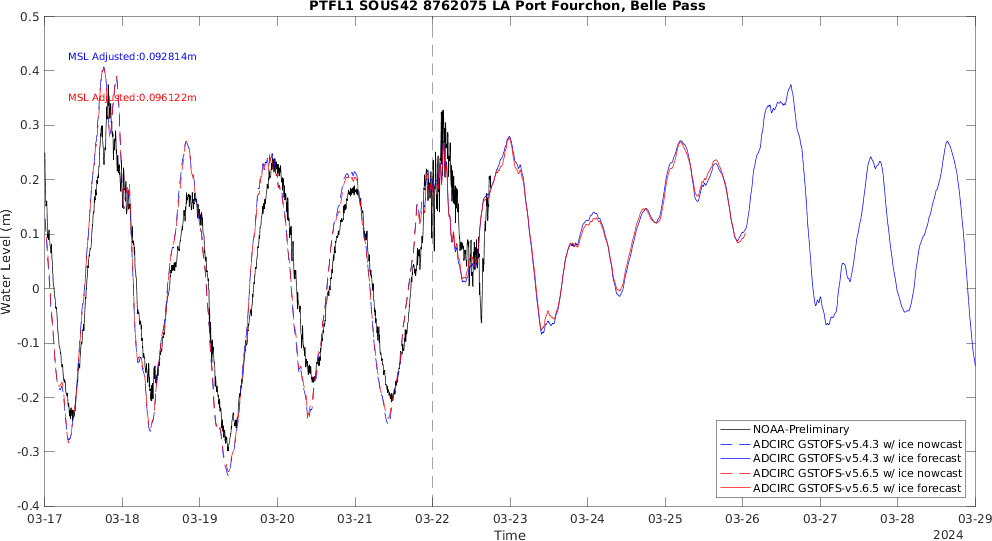 PTFL1 SOUS42 8762075 LA Port Fourchon, Belle Pass
MSL Adjusted:0.092814m
MSL Adjusted:0.096122m
Water Level (m)
0.5
0.4
0.3
0.2
0.1
0
-0.1
-0.2
-0.3
-0.4
NOAA-Preliminary
ADCIRC GSTOFS-v5.4.3 w/ ice nowcast
ADCIRC GSTOFS-v5.4.3 w/ ice forecast
ADCIRC GSTOFS-v5.6.5 w/ ice nowcast
ADCIRC GSTOFS-v5.6.5 w/ ice forecast
03-17 03-18 03-19 03-20 03-21 03-22 03-23 03-24 03-25 03-26 03-27 03-28 03-29
Time
2024